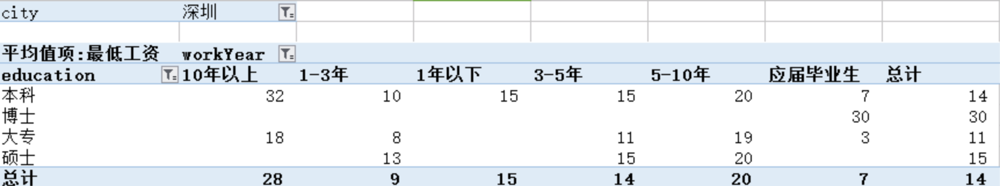 city 深圳
平均值项:最低工资 workYear
education 10年以上 1-3年 1年以下 3-5年 5-10年 应届毕业生 总计
本科 32 10 15 15 20 7 14
博士 30 30
大专 18 8 11 19 3 11
硕士 13 15 20 15
总计 28 9 15 14 20 7 14